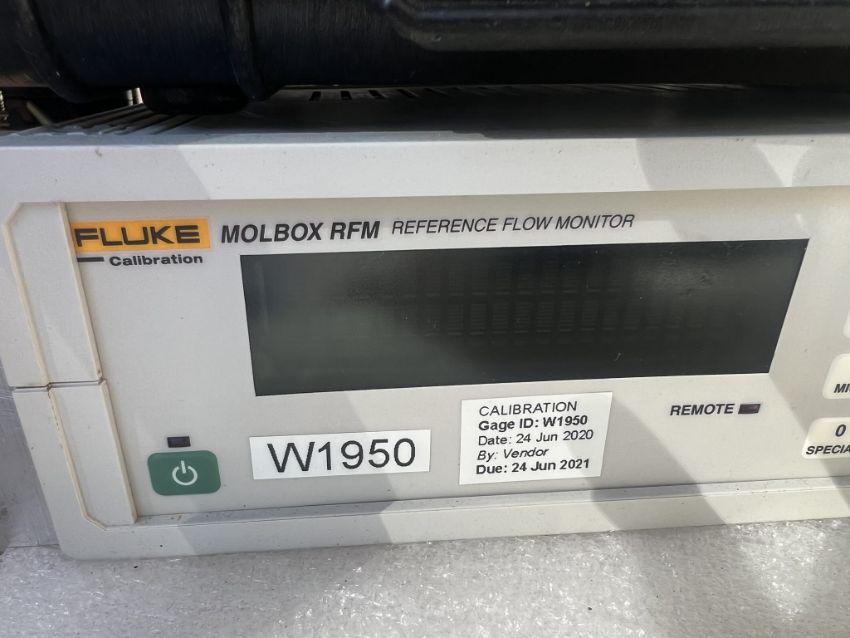 FLUKE
Calibration
MOLBOX RFM REFERENCE FLOW MONITOR
CALIBRATION
Gage ID: W1950
Date: 24 Jun 2020
By: Vendor
Due: 24 Jun 2021
W1950
REMOTE
0